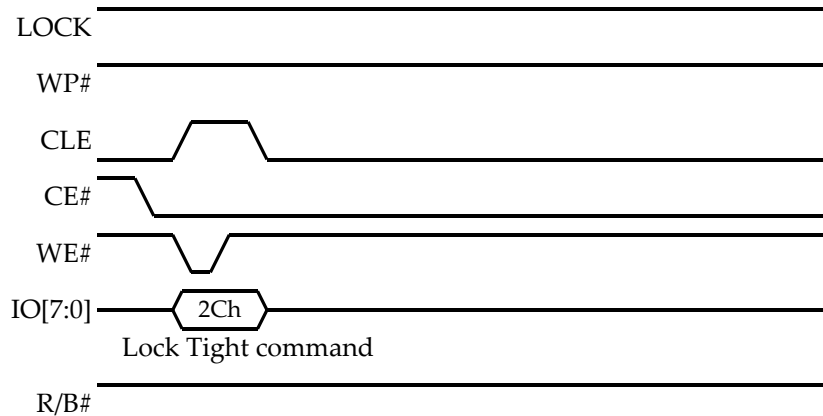 LOCK
WP#
CLE
CE#
WE#
IO[7:0] 2Ch
Lock Tight command
R/B#